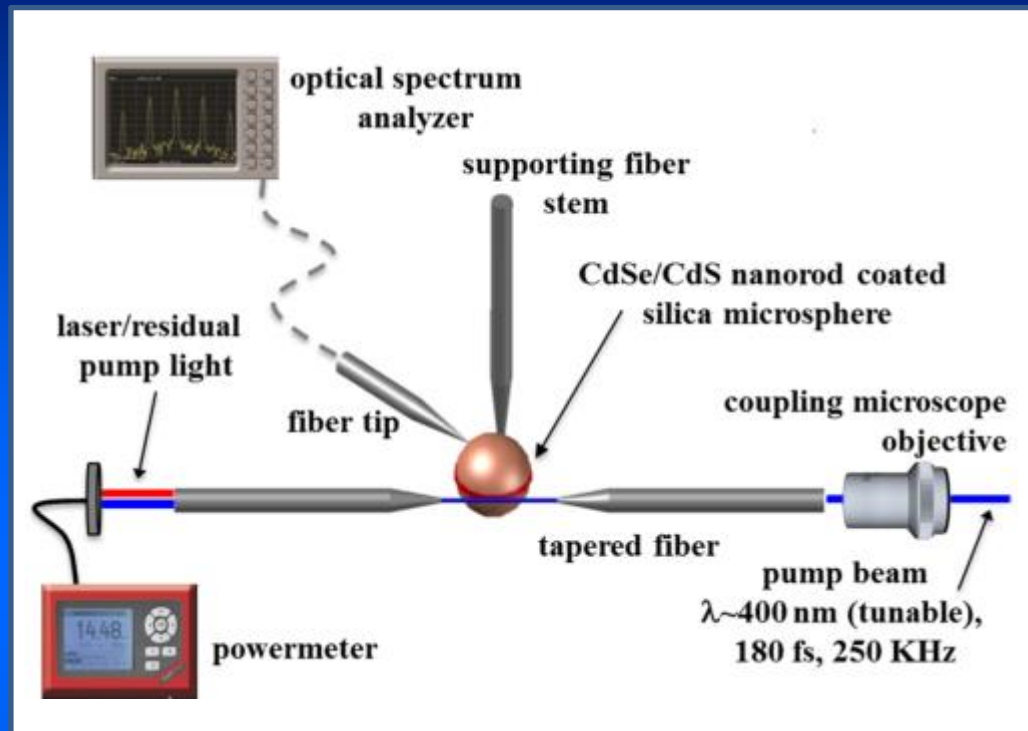 optical spectrum
analyzer
supporting fiber
stem
CdSe/CdS nanorod coated
silica microsphere
laser/residual
pump light
fiber tip
coupling microscope
objective
tapered fiber
pump beam
λ~400 nm (tunable),
180 fs, 250 KHz
14.48
powermeter